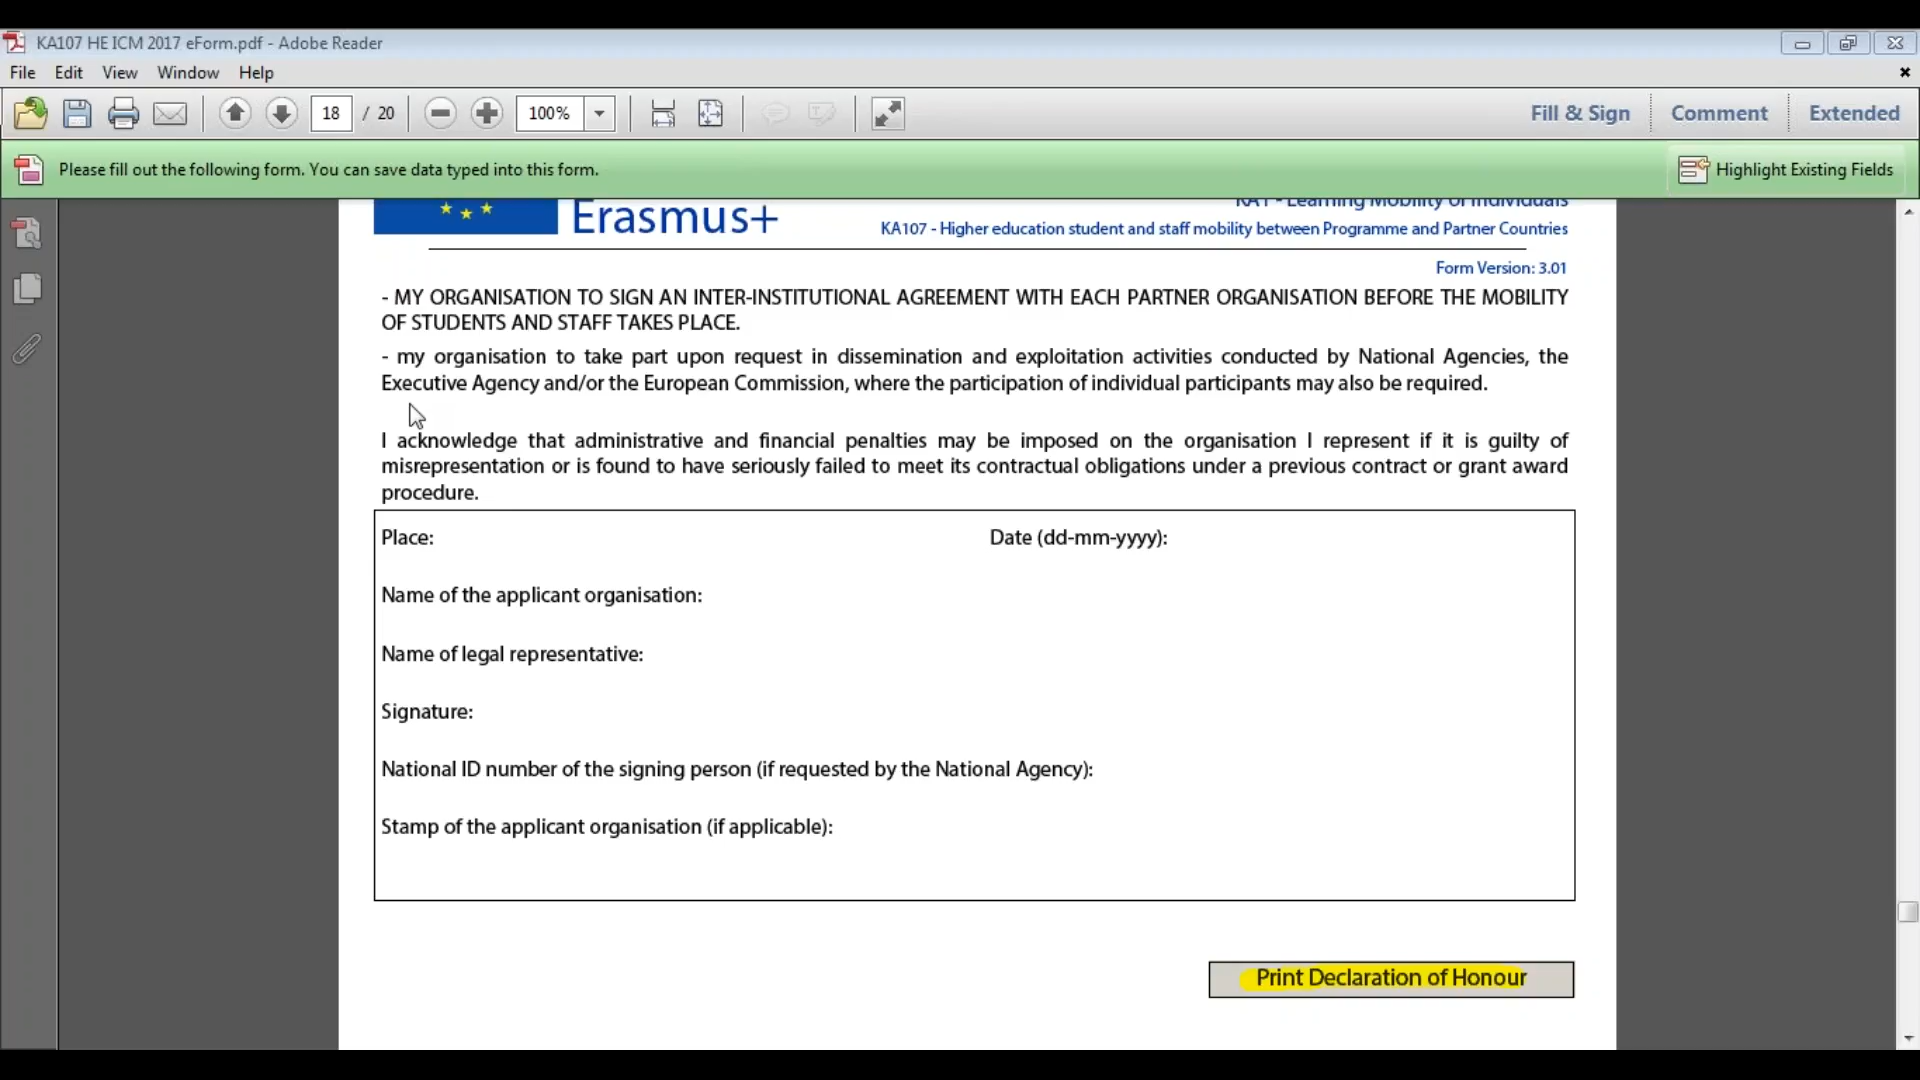 KA107 HE ICM 2017 eForm.pdf - Adobe Reader
File Edit View Window Help
18 / 20 100% Fill & Sign Comment Extended
Please fill out the following form. You can save data typed into this form. Highlight Existing Fields
KA1 - Learning Mobility of Individuals
Erasmus+
KA107 - Higher education student and staff mobility between Programme and Partner Countries
Form Version: 3.01
- MY ORGANISATION TO SIGN AN INTER-INSTITUTIONAL AGREEMENT WITH EACH PARTNER ORGANISATION BEFORE THE MOBILITY
OF STUDENTS AND STAFF TAKES PLACE.
- my organisation to take part upon request in dissemination and exploitation activities conducted by National Agencies, the
Executive Agency and/or the European Commission, where the participation of individual participants may also be required.
I acknowledge that administrative and financial penalties may be imposed on the organisation I represent if it is guilty of
misrepresentation or is found to have seriously failed to meet its contractual obligations under a previous contract or grant award
procedure.
Place: Date (dd-mm-yyyy):
Name of the applicant organisation:
Name of legal representative:
Signature:
National ID number of the signing person (if requested by the National Agency):
Stamp of the applicant organisation (if applicable):
Print Declaration of Honour